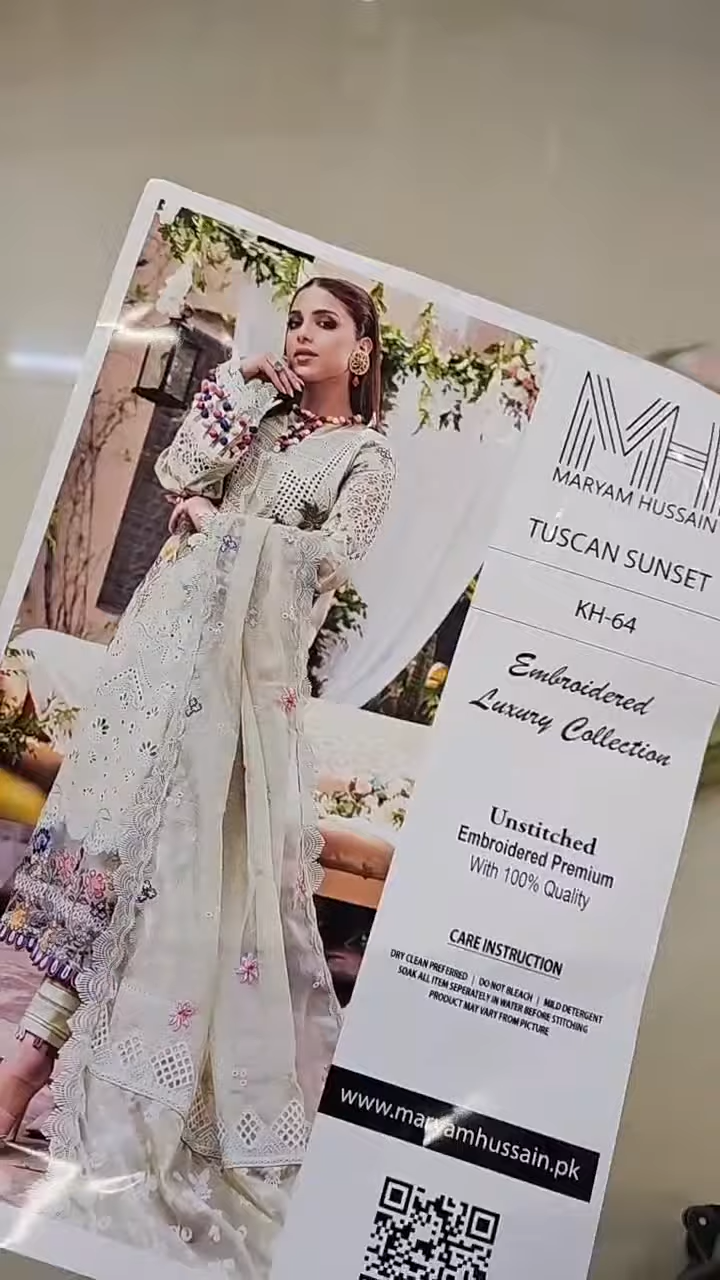 MH
MARYAM HUSSAIN
TUSCAN SUNSET
KH-64
Embroidered
Luxury Collection
Unstitched
Embroidered Premium
With 100% Quality
CARE INSTRUCTION
DRY CLEAN PREFERRED | DO NOT BLEACH | MILD DETERGENT
SOAK ALL ITEM SEPERATELY IN WATER BEFORE STITCHING
PRODUCT MAY VARY FROM PICTURE
www.maryamhussain.pk